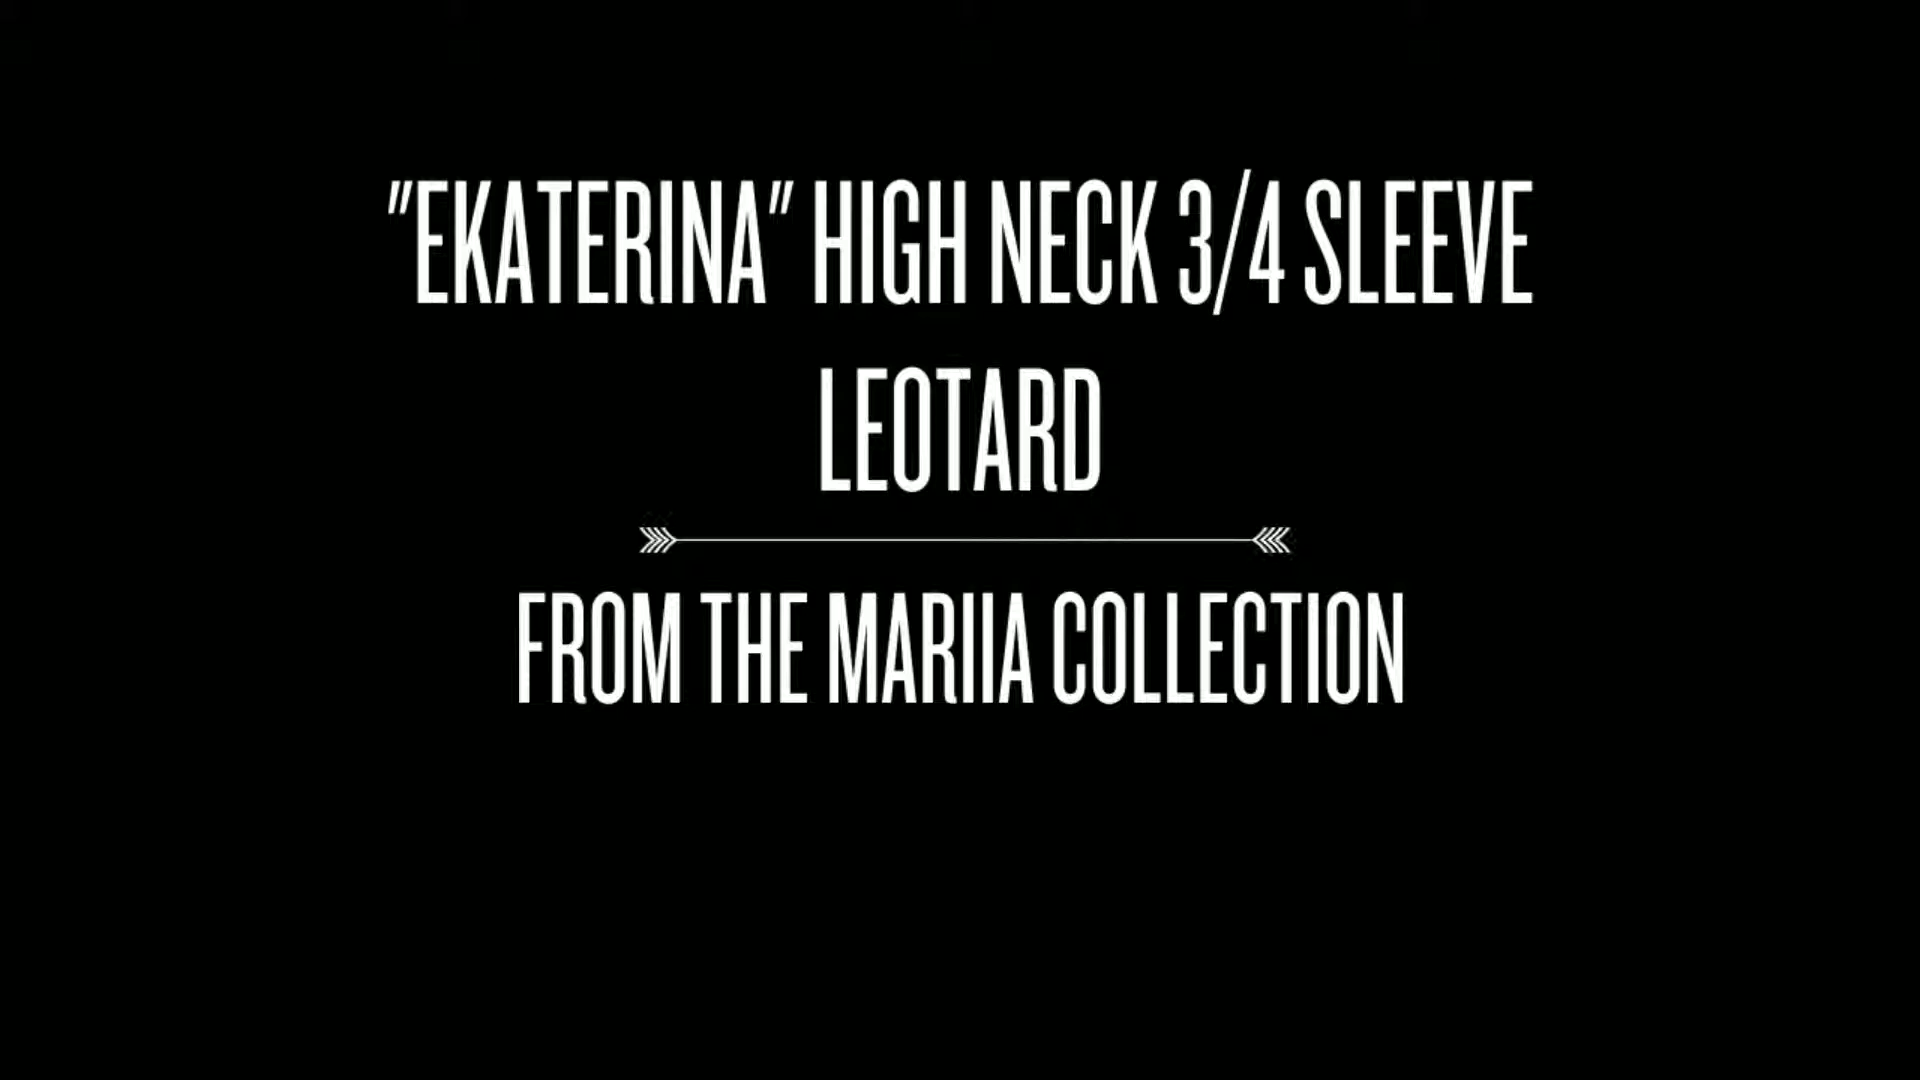 "EKATERINA" HIGH NECK 3/4 SLEEVE
LEOTARD
FROM THE MARIIA COLLECTION